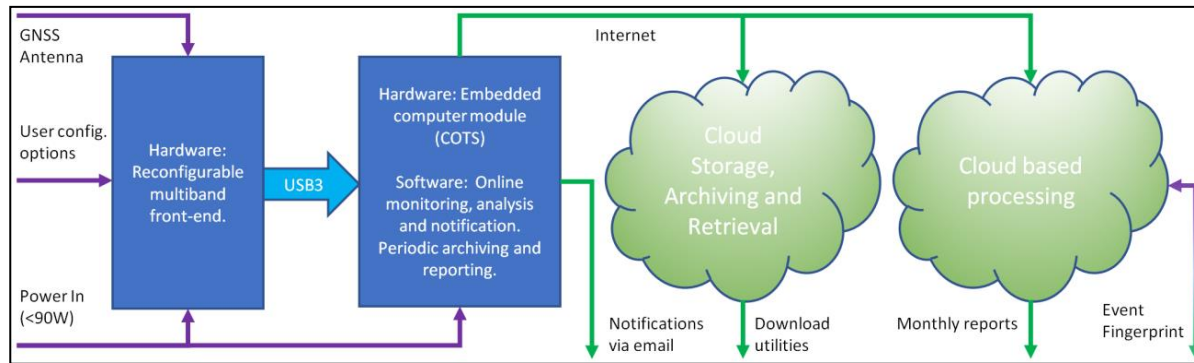 GNSS
Antenna
User config.
options
Power In
(<90W)
Hardware:
Reconfigurable
multiband
front-end.
USB3
Hardware: Embedded
computer module
(COTS)
Software: Online
monitoring, analysis
and notification.
Periodic archiving and
reporting.
Internet
Cloud
Storage,
Archiving and
Retrieval
Cloud based
processing
Notifications
via email
Download
utilities
Monthly reports
Event
Fingerprint